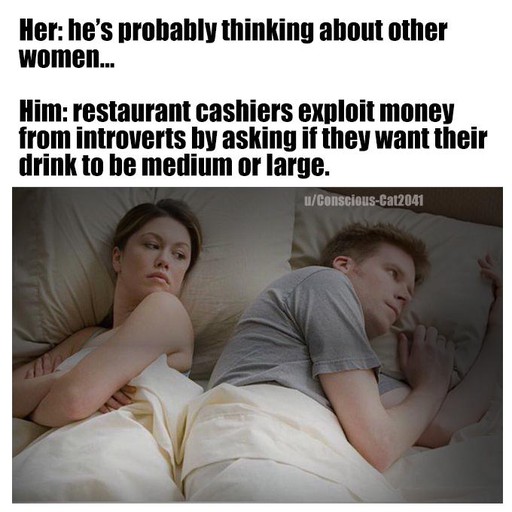 Her: he's probably thinking about other
women...
Him: restaurant cashiers exploit money
from introverts by asking if they want their
drink to be medium or large.
u/Conscious-Cat2041